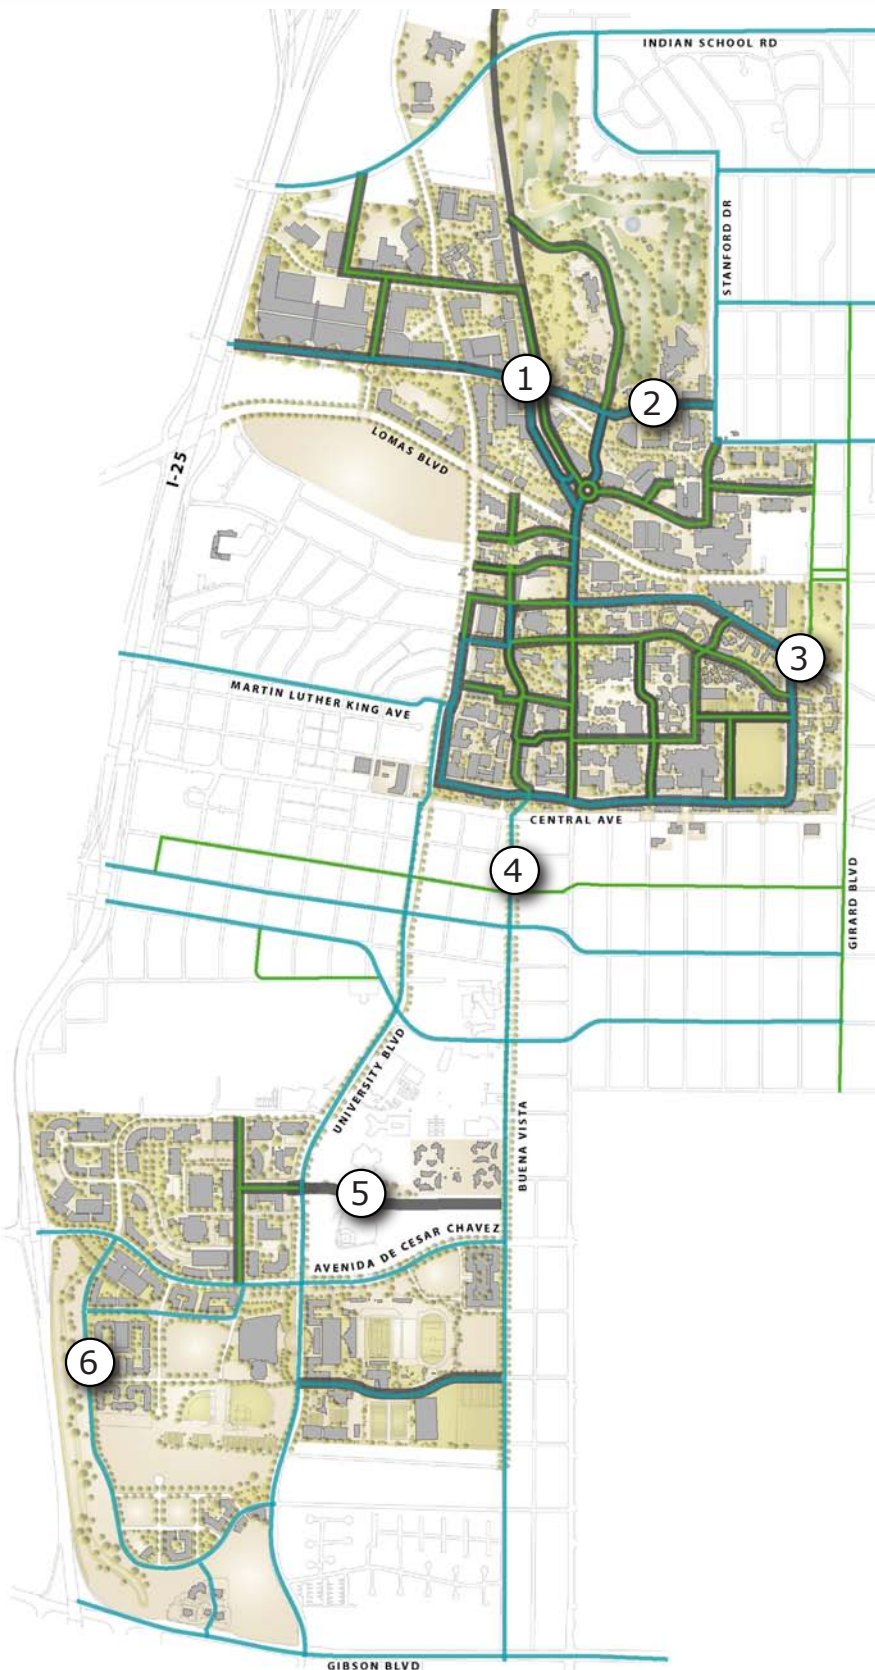 INDIAN SCHOOL RD
STANFORD DR
1
2
LOMAS BLVD
I-25
3
MARTIN LUTHER KING AVE
CENTRAL AVE
4
GIRARD BLVD
UNIVERSITY BLVD
BUENA VISTA
5
AVENIDA DE CESAR CHAVEZ
6
GIBSON BLVD